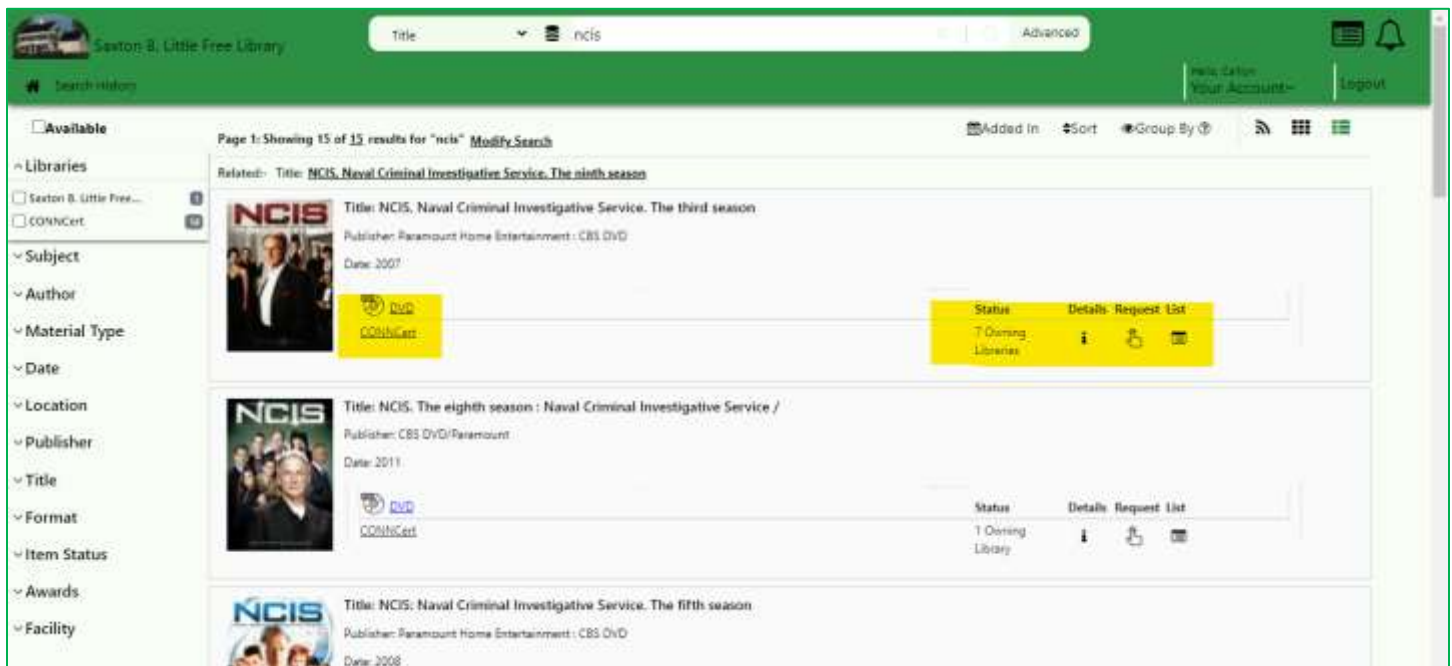 Saxton B. Little Free Library
Title
ncis
Advanced
Search History
Hello, 
Your Account
Logout
Available
Page 1: Showing 15 of 15 results for "ncis" Modify Search
Added In
Sort
Group By
Libraries
Saxton B. Little Free...
CONNCert
Related:- Title: NCIS, Naval Criminal Investigative Service. The ninth season
NCIS
Title: NCIS, Naval Criminal Investigative Service. The third season
Publisher: Paramount Home Entertainment : CBS DVD
Date: 2007
DVD
CONNCert
Status Details Request List
7 Owning
Libraries
Subject
Author
Material Type
Date
Location
Publisher
Title
Format
Item Status
Awards
Facility
NCIS
Title: NCIS. The eighth season : Naval Criminal Investigative Service /
Publisher: CBS DVD/Paramount
Date: 2011
DVD
CONNCert
Status Details Request List
1 Owning
Library
NCIS
Title: NCIS: Naval Criminal Investigative Service. The fifth season
Publisher: Paramount Home Entertainment : CBS DVD
Date: 2008